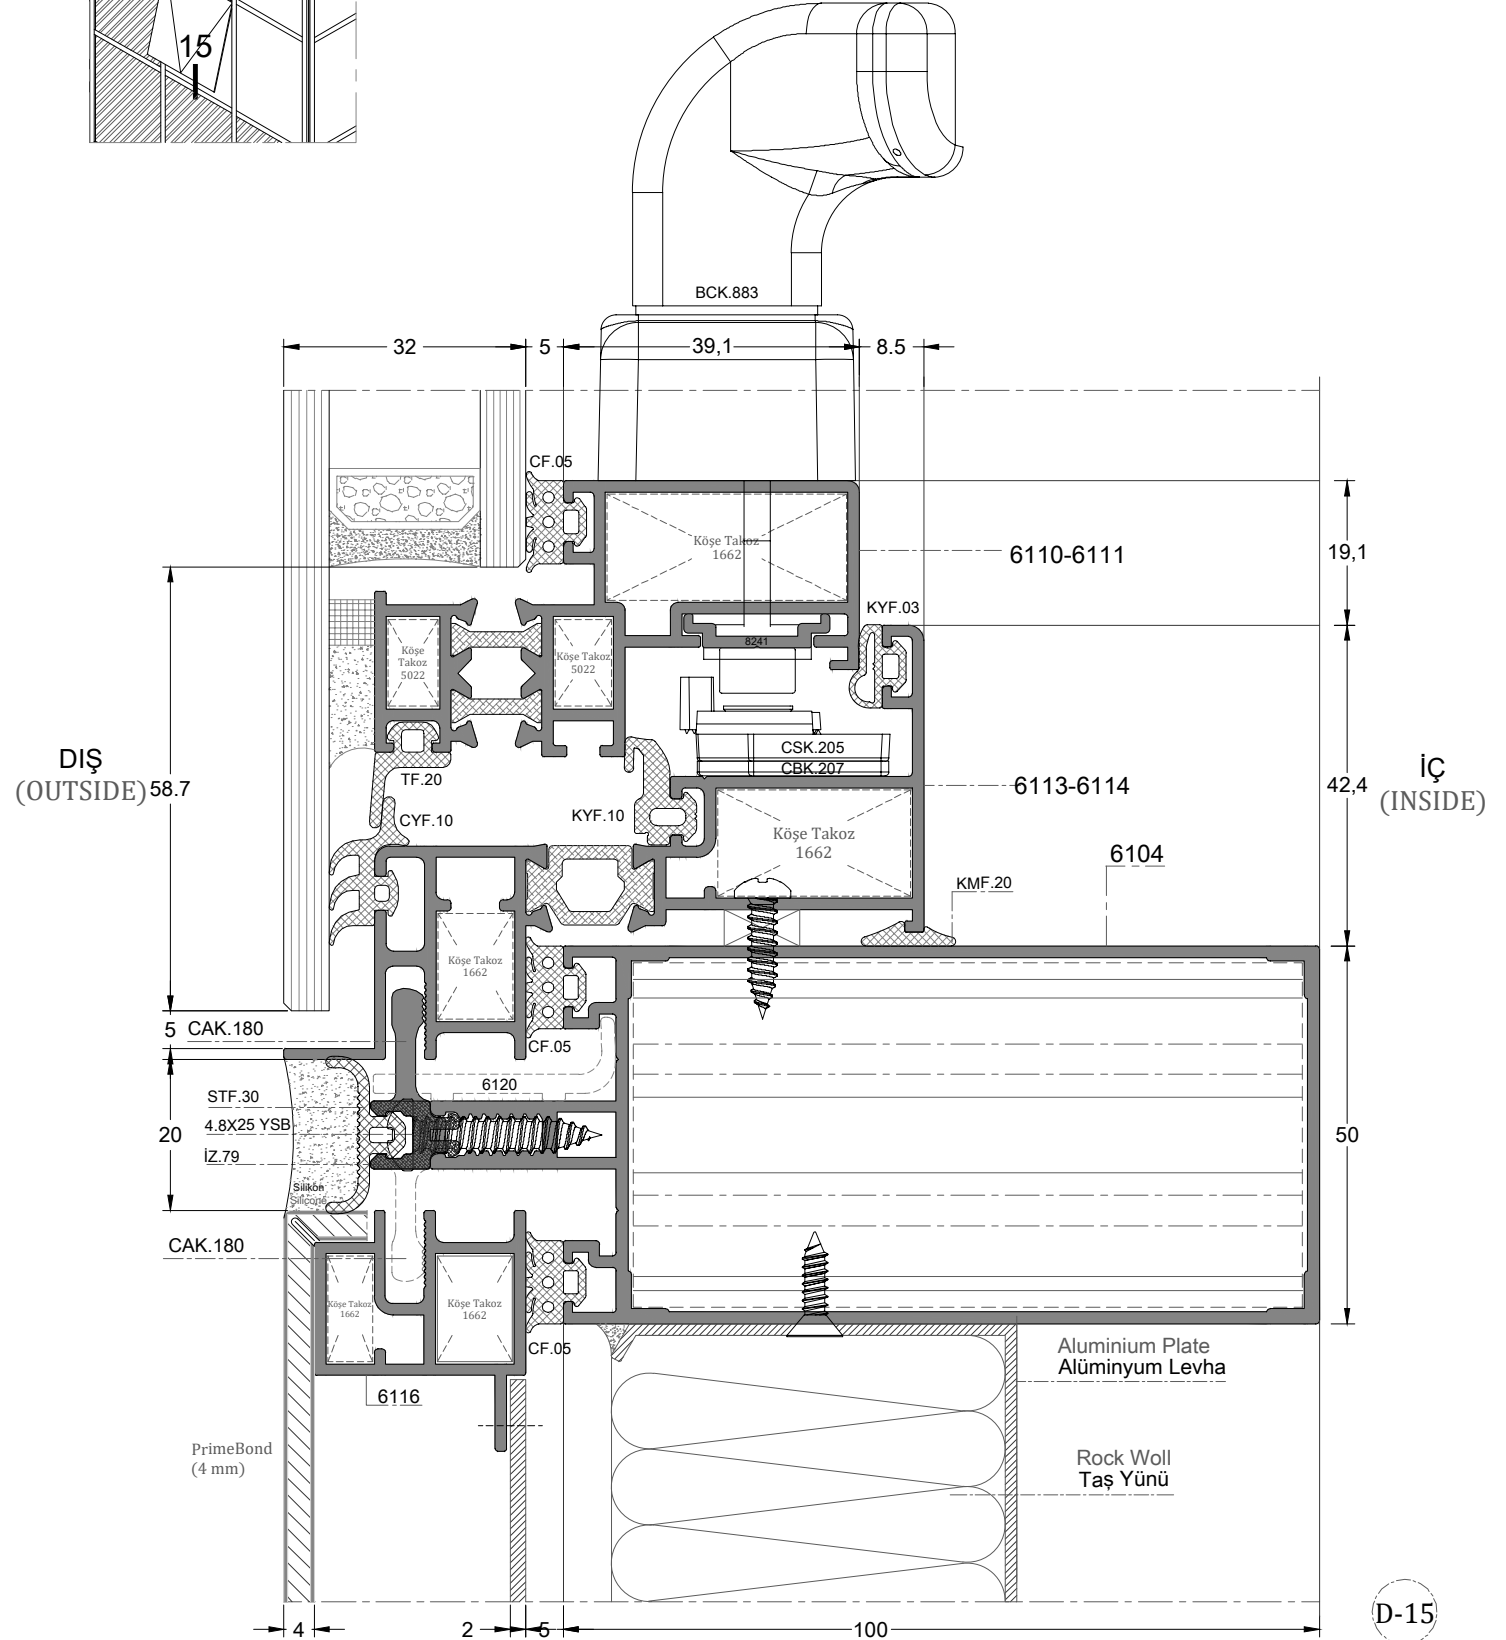 15
BCK.883
32
5
39,1
8.5
CF.05
Köşe Takoz
1662
6110-6111
19,1
KYF.03
8241
Köşe
Takoz
5022
Köşe Takoz
5022
CSK.205
CBK.207
DIŞ
(OUTSIDE)
58.7
TF.20
CYF.10
KYF.10
6113-6114
42,4
İÇ
(INSIDE)
Köşe Takoz
1662
6104
KMF.20
Köşe Takoz
1662
5
CAK.180
CF.05
6120
STF.30
4.8X25 YSB
İZ.79
20
50
Silikon
Silicone
CAK.180
Köşe Takoz
1662
Köşe Takoz
1662
CF.05
Aluminium Plate
Alüminyum Levha
6116
PrimeBond
(4 mm)
Rock Woll
Taş Yünü
D-15
4
2
5
100